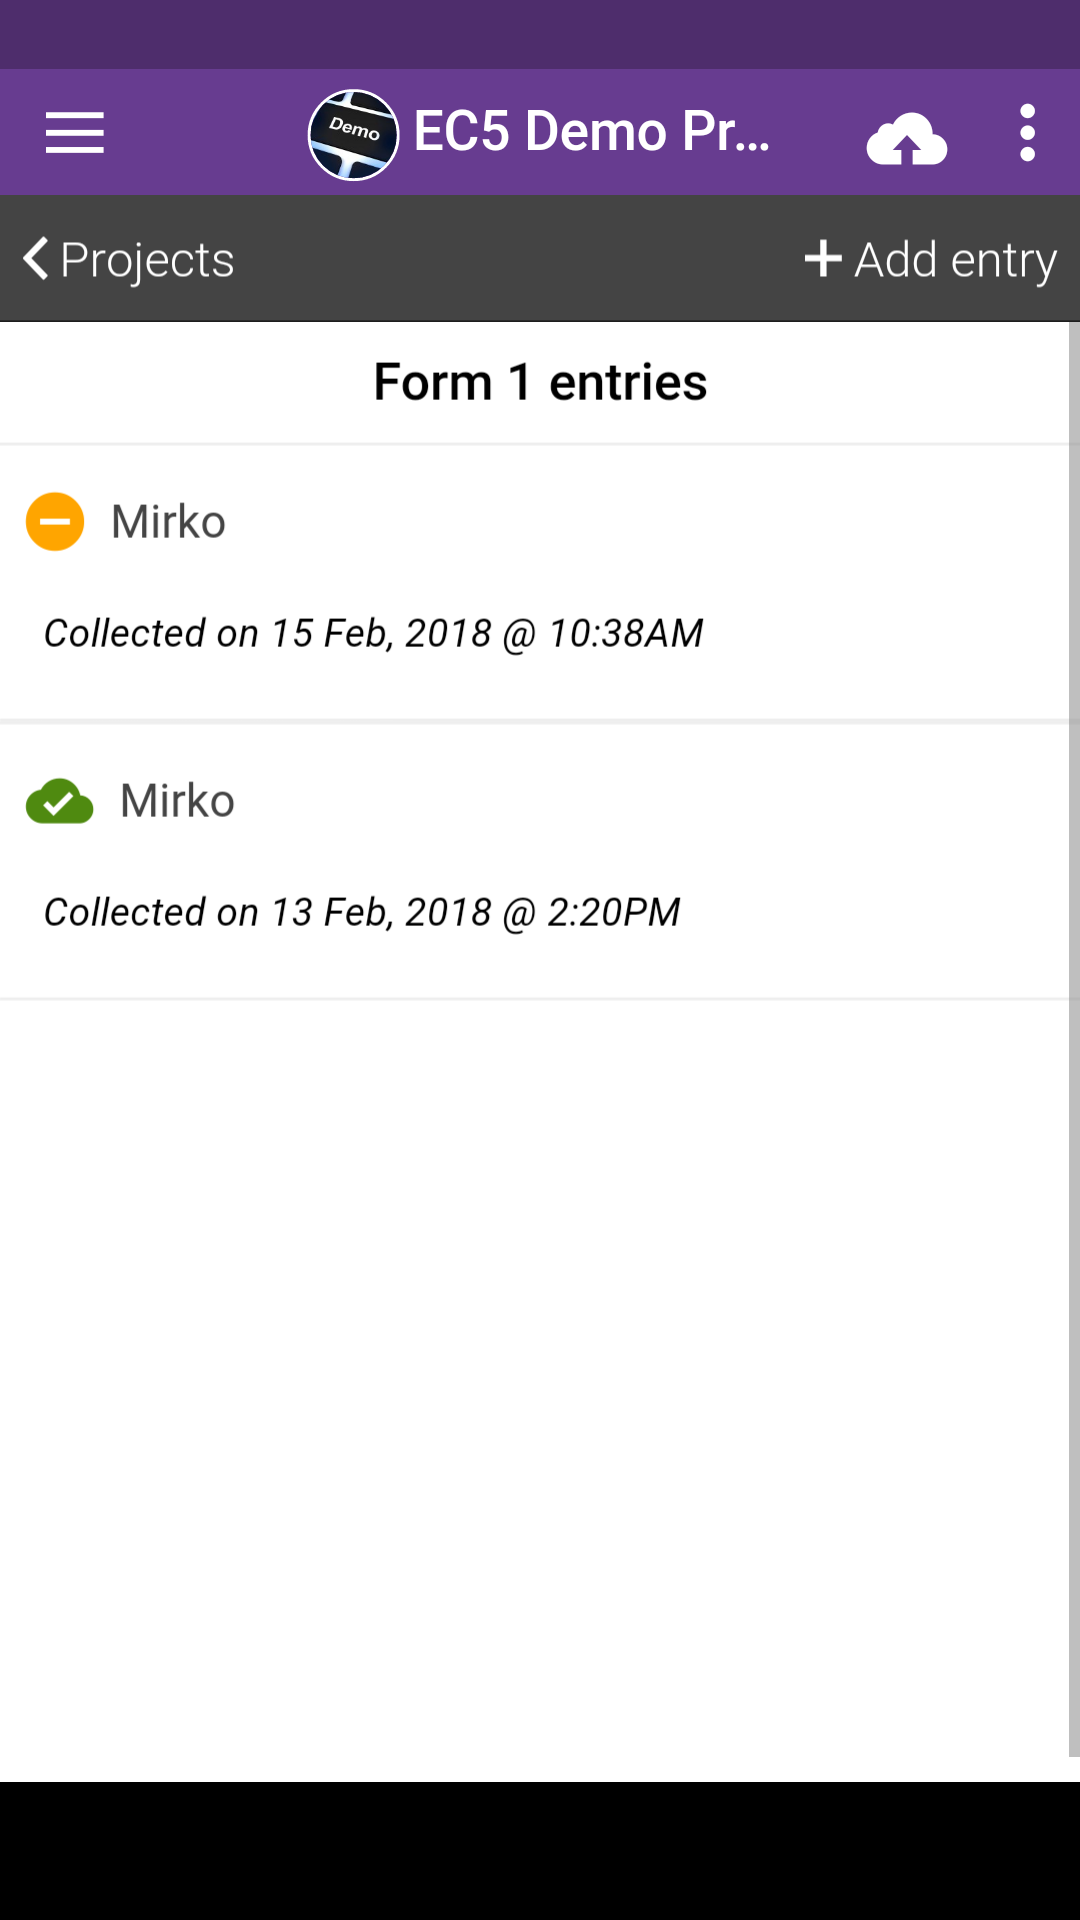 Demo
EC5 Demo Pr...
Projects
Add entry
Form 1 entries
Mirko
Collected on 15 Feb, 2018 @ 10:38AM
Mirko
Collected on 13 Feb, 2018 @ 2:20PM